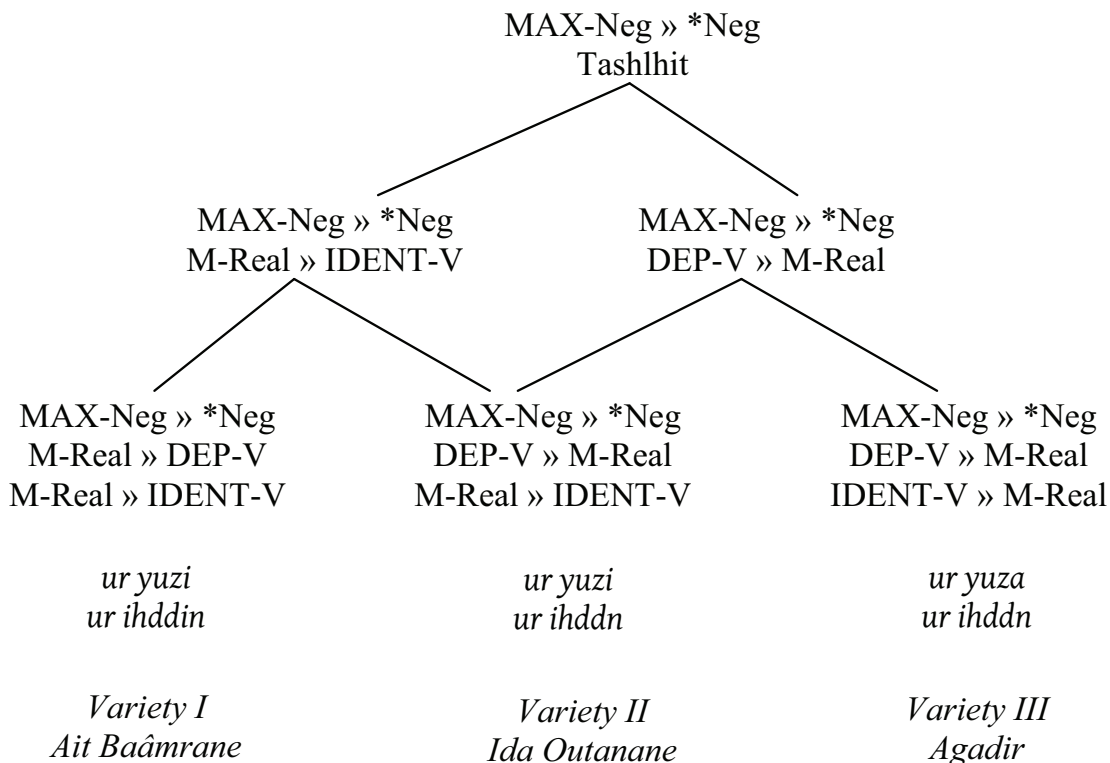 MAX-Neg » *Neg
Tashlhit
MAX-Neg » *Neg
M-Real » IDENT-V
MAX-Neg » *Neg
DEP-V » M-Real
MAX-Neg » *Neg
M-Real » DEP-V
M-Real » IDENT-V
MAX-Neg » *Neg
DEP-V » M-Real
M-Real » IDENT-V
MAX-Neg » *Neg
DEP-V » M-Real
IDENT-V » M-Real
ur yuzi
ur ihddin
ur yuzi
ur ihddn
ur yuza
ur ihddn
Variety I
Ait Baâmrane
Variety II
Ida Outanane
Variety III
Agadir